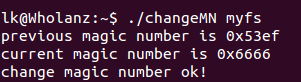 lk@Wholanz:~$ ./changeMN myfs
previous magic number is 0x53ef
current magic number is 0x6666
change magic number ok!